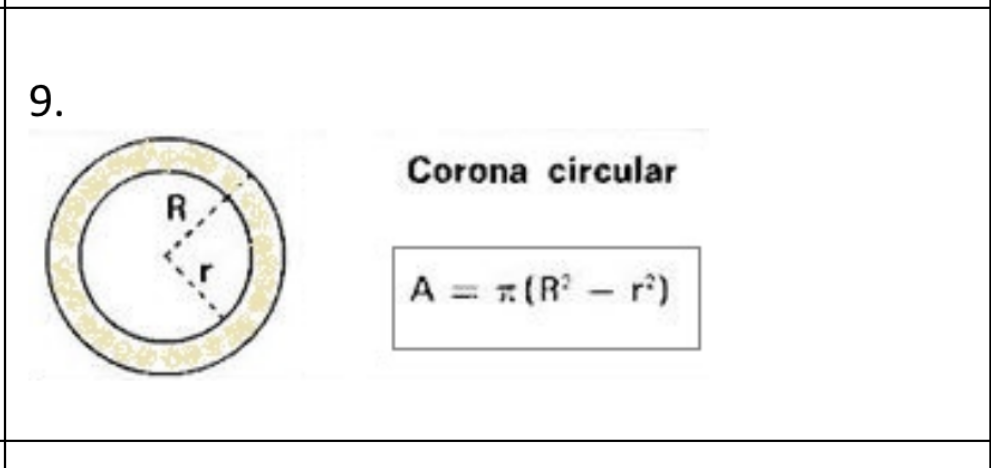 9.
Corona circular
R
r
A = π(R² − r²)